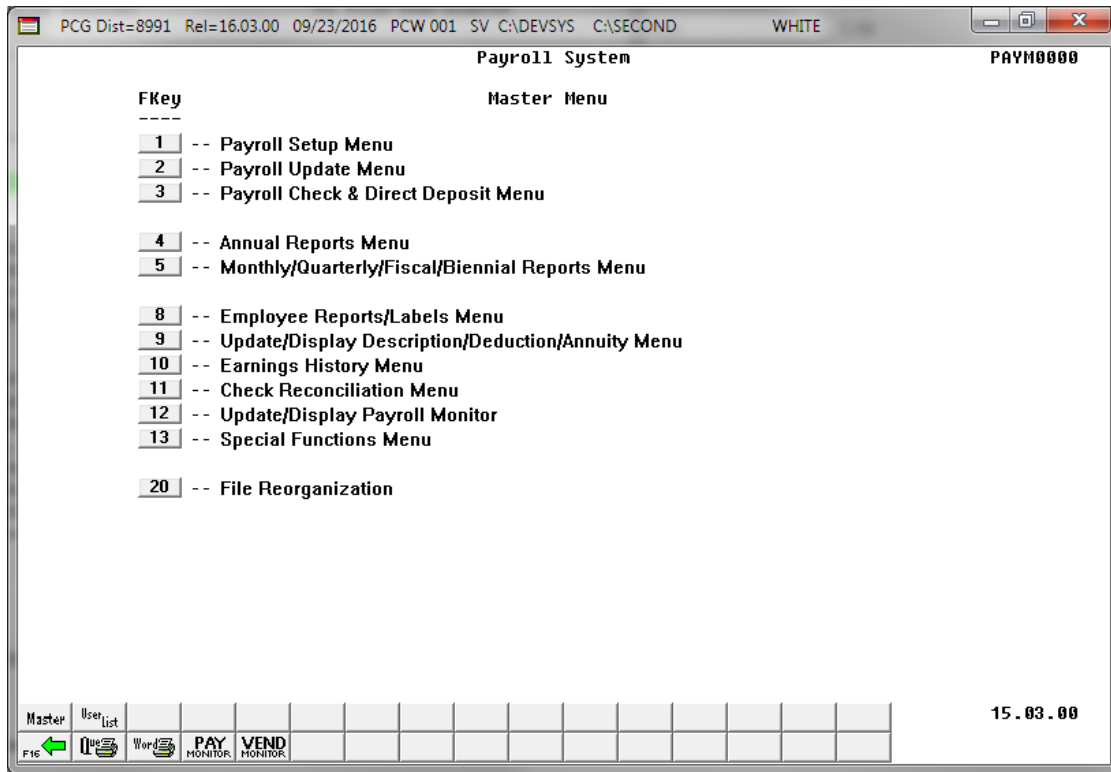 PCG Dist=8991 Rel=16.03.00 09/23/2016 PCW 001 SV C:\DEVSYS C:\SECOND WHITE
Payroll System PAYM0000
FKey Master Menu
----
1 -- Payroll Setup Menu
2 -- Payroll Update Menu
3 -- Payroll Check & Direct Deposit Menu
4 -- Annual Reports Menu
5 -- Monthly/Quarterly/Fiscal/Biennial Reports Menu
8 -- Employee Reports/Labels Menu
9 -- Update/Display Description/Deduction/Annuity Menu
10 -- Earnings History Menu
11 -- Check Reconciliation Menu
12 -- Update/Display Payroll Monitor
13 -- Special Functions Menu
20 -- File Reorganization
Master User List 15.03.00
F16 Que Word PAY MONITOR VEND MONITOR